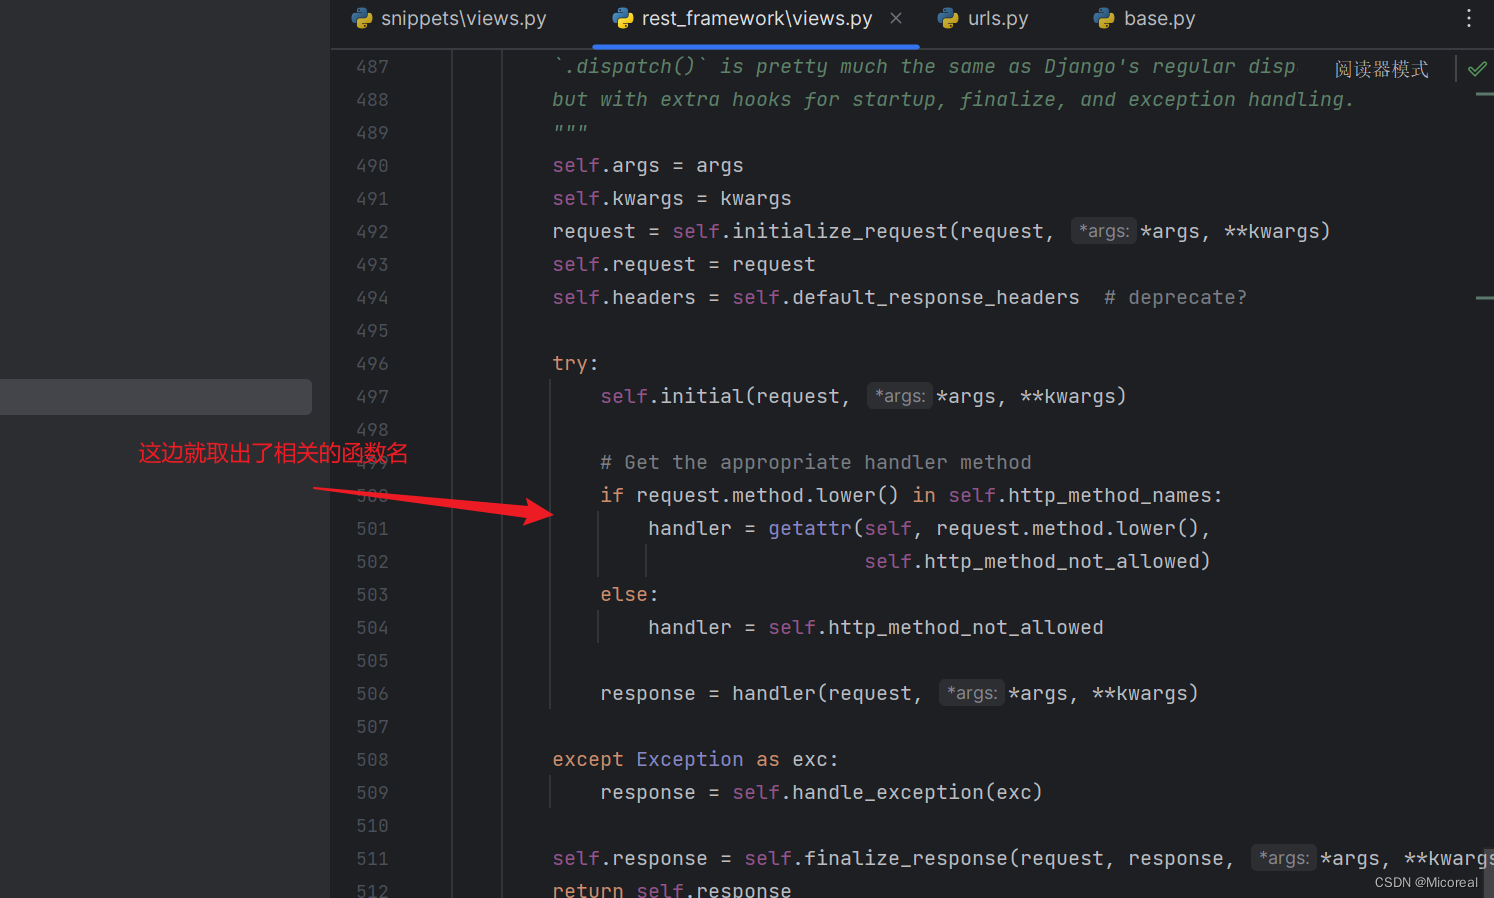 snippets\views.py rest_framework\views.py urls.py base.py
487 `.dispatch()` is pretty much the same as Django's regular disp 阅读器模式
488 but with extra hooks for startup, finalize, and exception handling.
489 """
490 self.args = args
491 self.kwargs = kwargs
492 request = self.initialize_request(request, *args: *args, **kwargs)
493 self.request = request
494 self.headers = self.default_response_headers # deprecate?
495
496 try:
497 self.initial(request, *args: *args, **kwargs)
498
这边就取出了相关的函数名
499 # Get the appropriate handler method
500 if request.method.lower() in self.http_method_names:
501 handler = getattr(self, request.method.lower(),
502 self.http_method_not_allowed)
503 else:
504 handler = self.http_method_not_allowed
505
506 response = handler(request, *args: *args, **kwargs)
507
508 except Exception as exc:
509 response = self.handle_exception(exc)
510
511 self.response = self.finalize_response(request, response, *args: *args, **kwargs
512 return self.response
CSDN @Micoreal